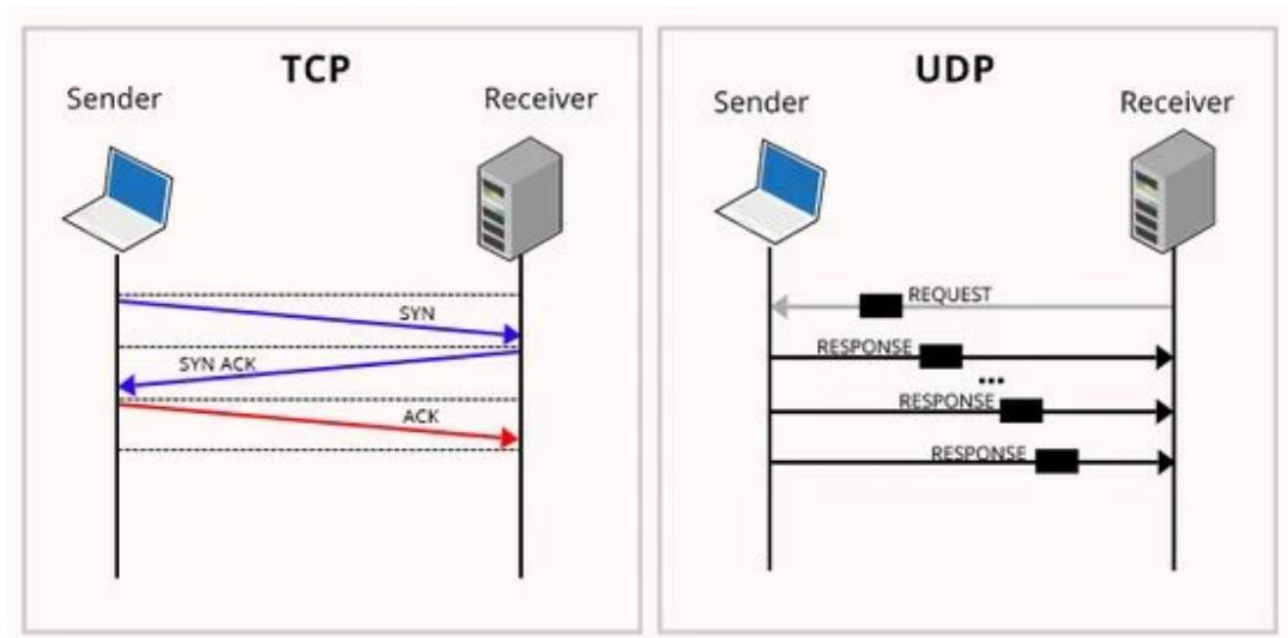 TCP
Sender
Receiver
SYN
SYN ACK
ACK
UDP
Sender
Receiver
REQUEST
RESPONSE
...
RESPONSE
RESPONSE